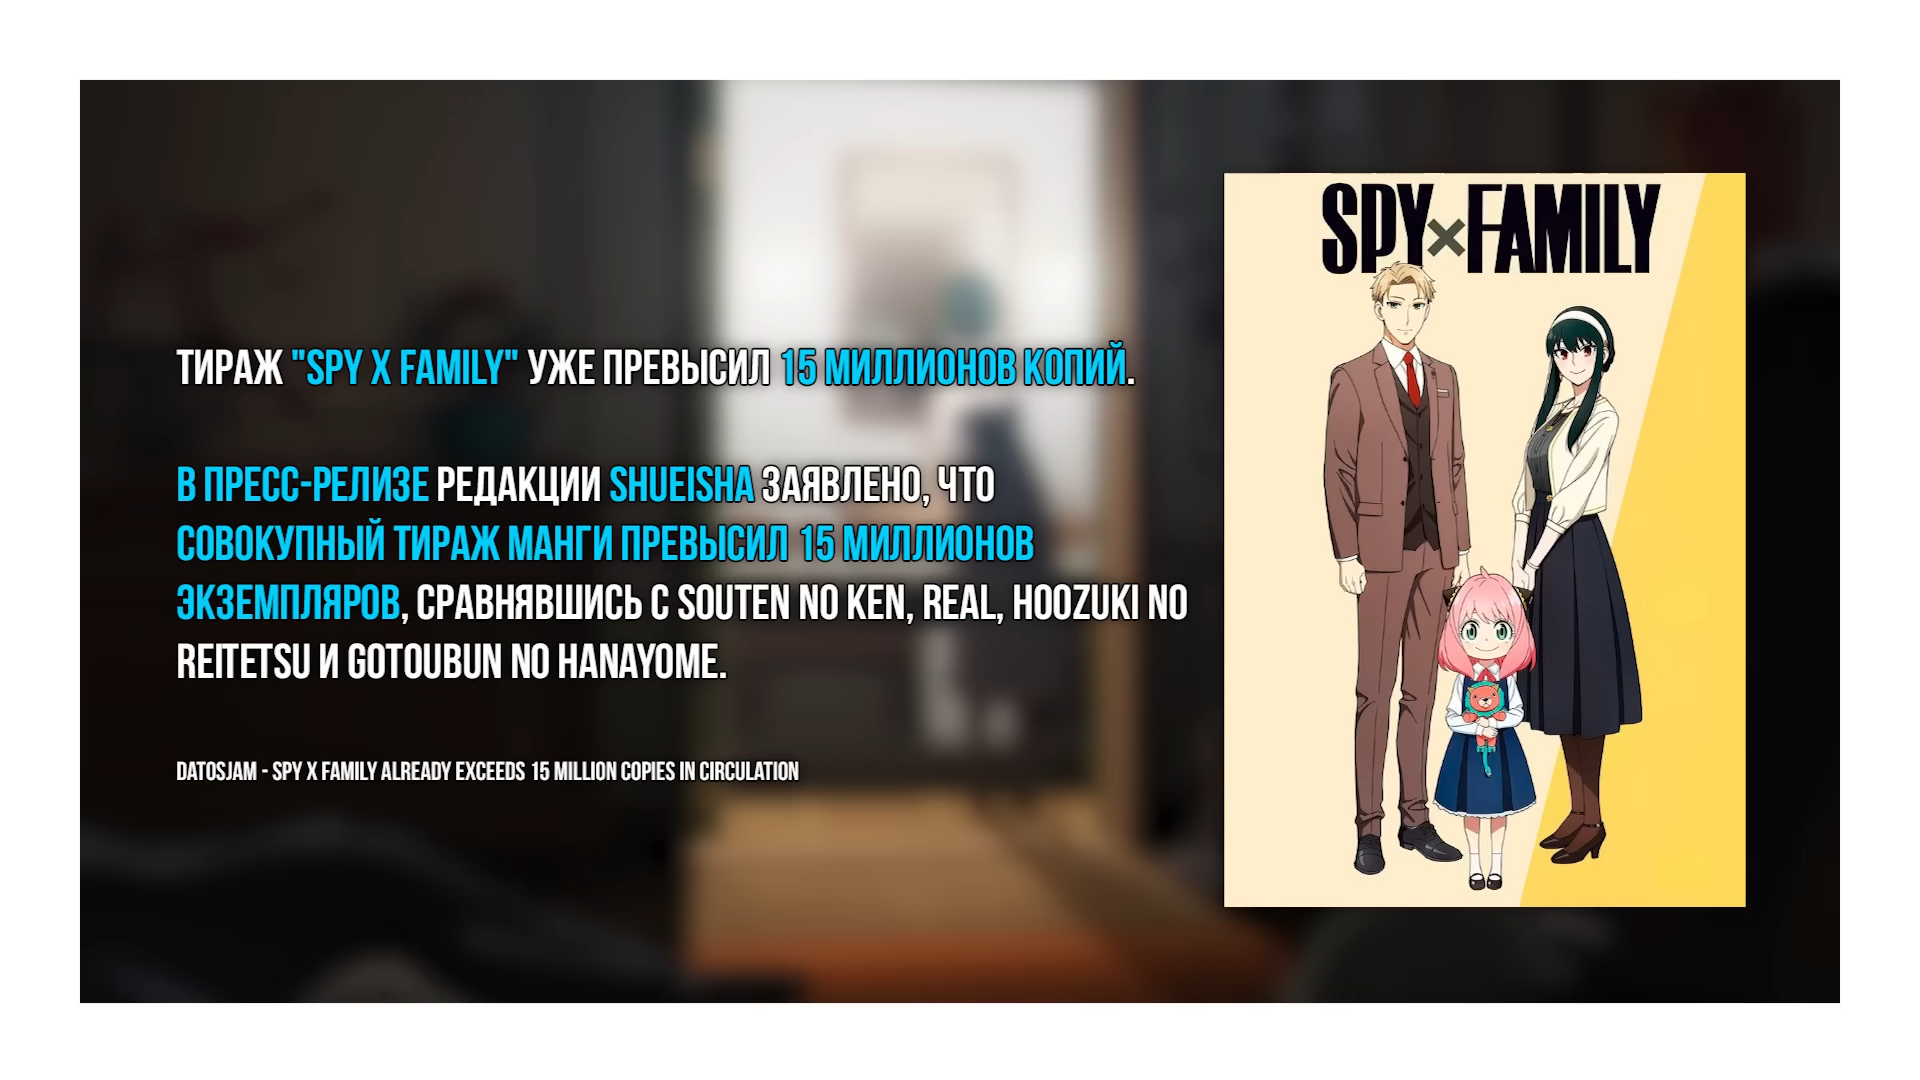 ТИРАЖ "SPY X FAMILY" УЖЕ ПРЕВЫСИЛ 15 МИЛЛИОНОВ КОПИЙ.
В ПРЕСС-РЕЛИЗЕ РЕДАКЦИИ SHUEISHA ЗАЯВЛЕНО, ЧТО
СОВОКУПНЫЙ ТИРАЖ МАНГИ ПРЕВЫСИЛ 15 МИЛЛИОНОВ
ЭКЗЕМПЛЯРОВ, СРАВНЯВШИСЬ С SOUTEN NO KEN, REAL, HOOZUKI NO
REITETSU И GOTOUBUN NO HANAYOME.
DATOSJAM - SPY X FAMILY ALREADY EXCEEDS 15 MILLION COPIES IN CIRCULATION
SPY×FAMILY